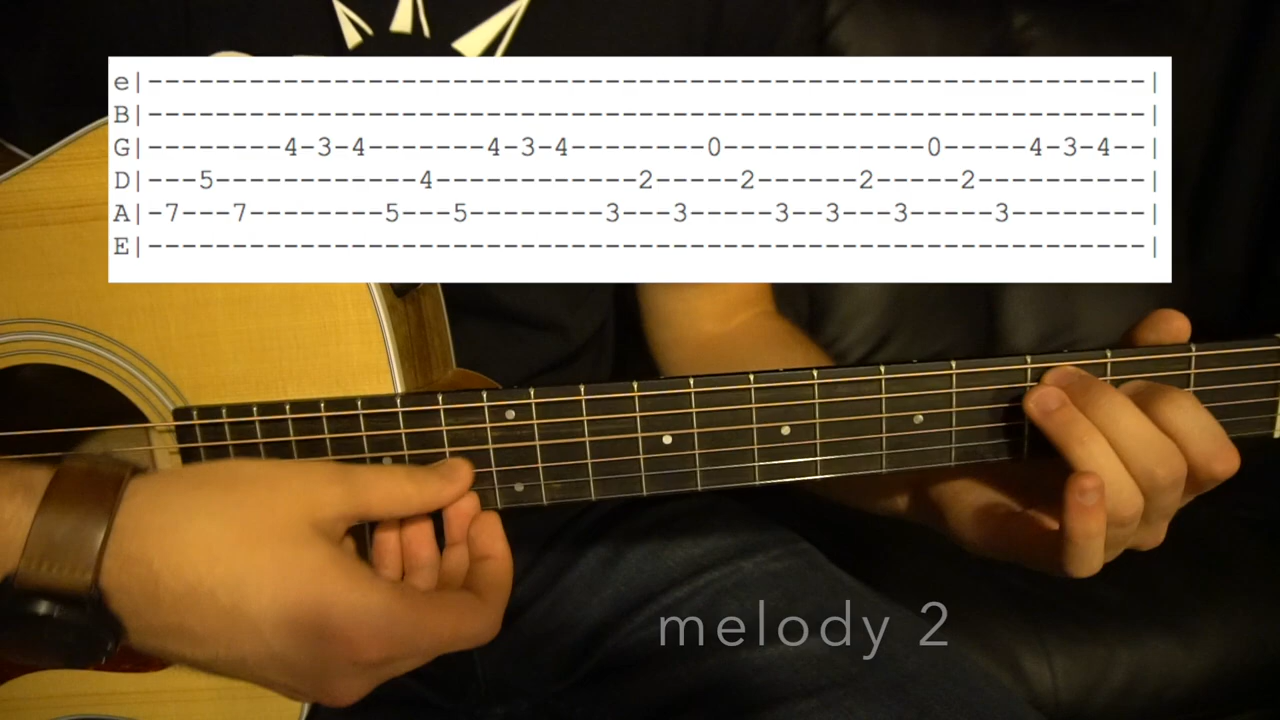 e|-----------------------------------------------------------|
B|-----------------------------------------------------------|
G|--------4-3-4-------4-3-4--------0------------0-----4-3-4--|
D|---5------------4------------2-----2------2-----2----------|
A|-7---7--------5---5--------3---3-----3--3---3-----3--------|
E|-----------------------------------------------------------|
melody 2